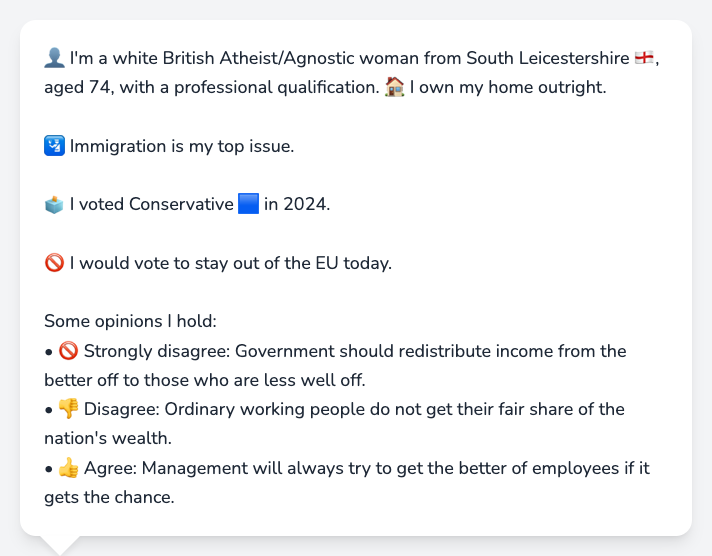 👤 I'm a white British Atheist/Agnostic woman from South Leicestershire 🏴󠁧󠁢󠁥󠁮󠁧󠁿,
aged 74, with a professional qualification. 🏠 I own my home outright.
🛂 Immigration is my top issue.
🗳️ I voted Conservative 🟦 in 2024.
🚫 I would vote to stay out of the EU today.
Some opinions I hold:
• 🚫 Strongly disagree: Government should redistribute income from the
better off to those who are less well off.
• 👎 Disagree: Ordinary working people do not get their fair share of the
nation's wealth.
• 👍 Agree: Management will always try to get the better of employees if it
gets the chance.